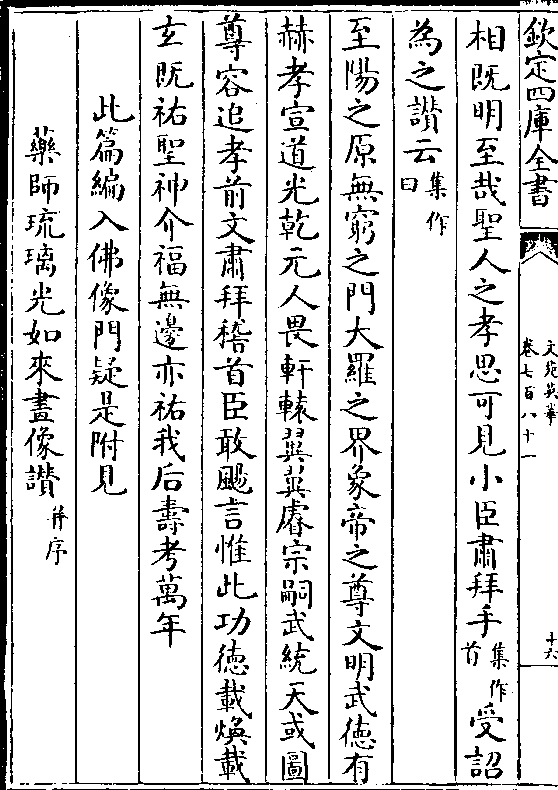 欽定四庫全書
文苑英華
卷七百八十一
十六
相既明至哉聖人之孝思可見小臣肅拜手集作首受詔
為之讃云集作曰
至陽之原無窮之門大羅之界象帝之尊文明武德有
赫孝宣道光乾元人畏軒轅翼翼睿宗嗣武統天或圖
尊容追孝前文肅拜稽首臣敢颺言惟此功德載煥載
玄既祐聖神介福無邊亦祐我后壽考萬年
此篇編入佛像門疑是附見
藥師琉璃光如來畫像讃并序